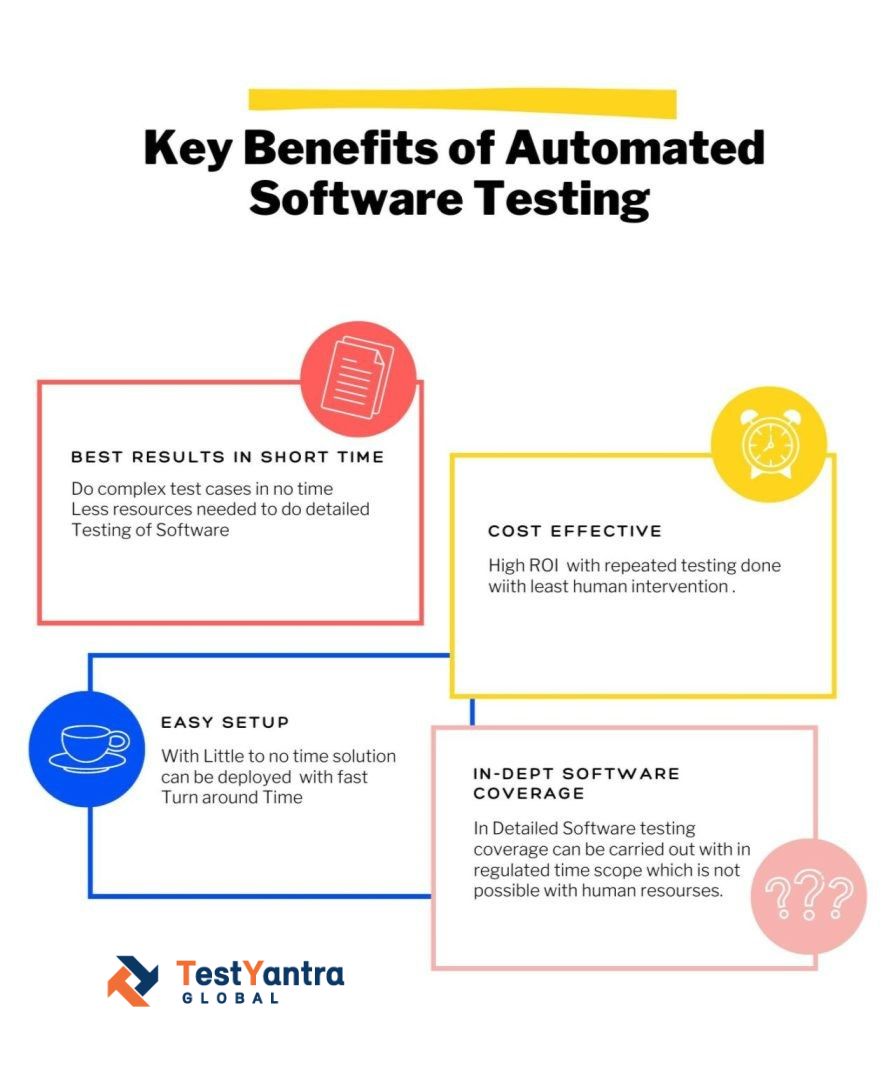 Key Benefits of Automated
Software Testing
BEST RESULTS IN SHORT TIME
Do complex test cases in no time
Less resources needed to do detailed
Testing of Software
COST EFFECTIVE
High ROI  with repeated testing done
wiith least human intervention .
EASY SETUP
With Little to no time solution
can be deployed  with fast
Turn around Time
IN-DEPT SOFTWARE
COVERAGE
In Detailed Software testing
coverage can be carried out with in
regulated time scope which is not
possible with human resourses.
???
TestYantra
GLOBAL